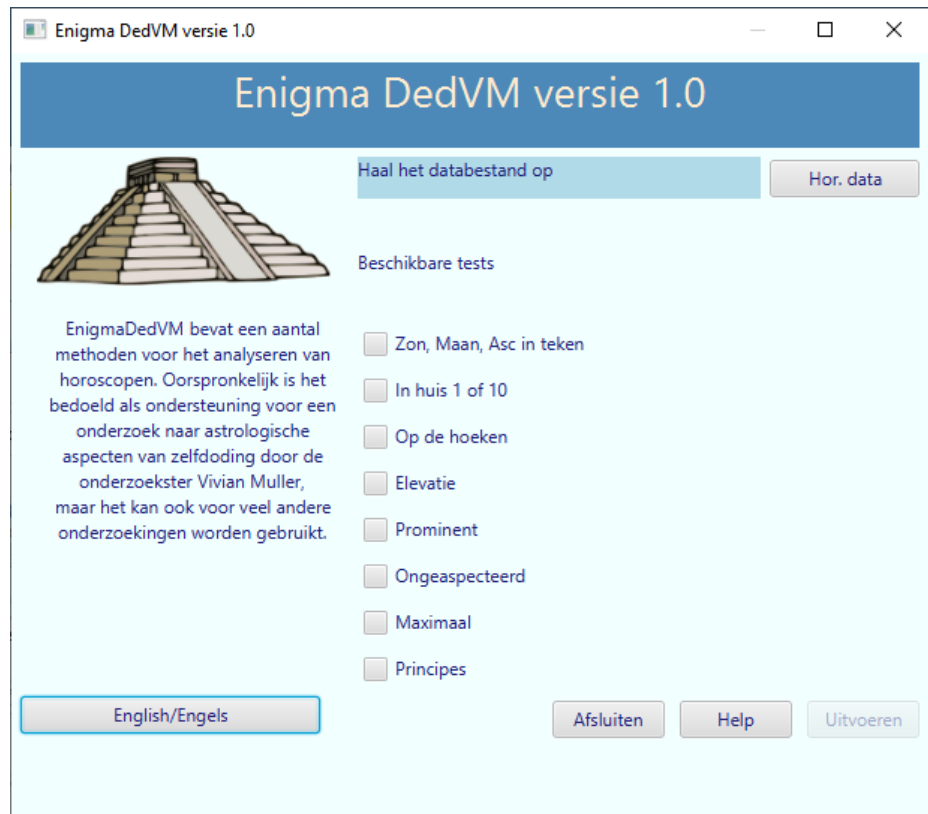 Enigma DedVM versie 1.0
Enigma DedVM versie 1.0
Haal het databestand op
Hor. data
Beschikbare tests
EnigmaDedVM bevat een aantal
methoden voor het analyseren van
horoscopen. Oorspronkelijk is het
bedoeld als ondersteuning voor een
onderzoek naar astrologische
aspecten van zelfdoding door de
onderzoekster Vivian Muller,
maar het kan ook voor veel andere
onderzoekingen worden gebruikt.
Zon, Maan, Asc in teken
In huis 1 of 10
Op de hoeken
Elevatie
Prominent
Ongeaspecteerd
Maximaal
Principes
English/Engels
Afsluiten
Help
Uitvoeren